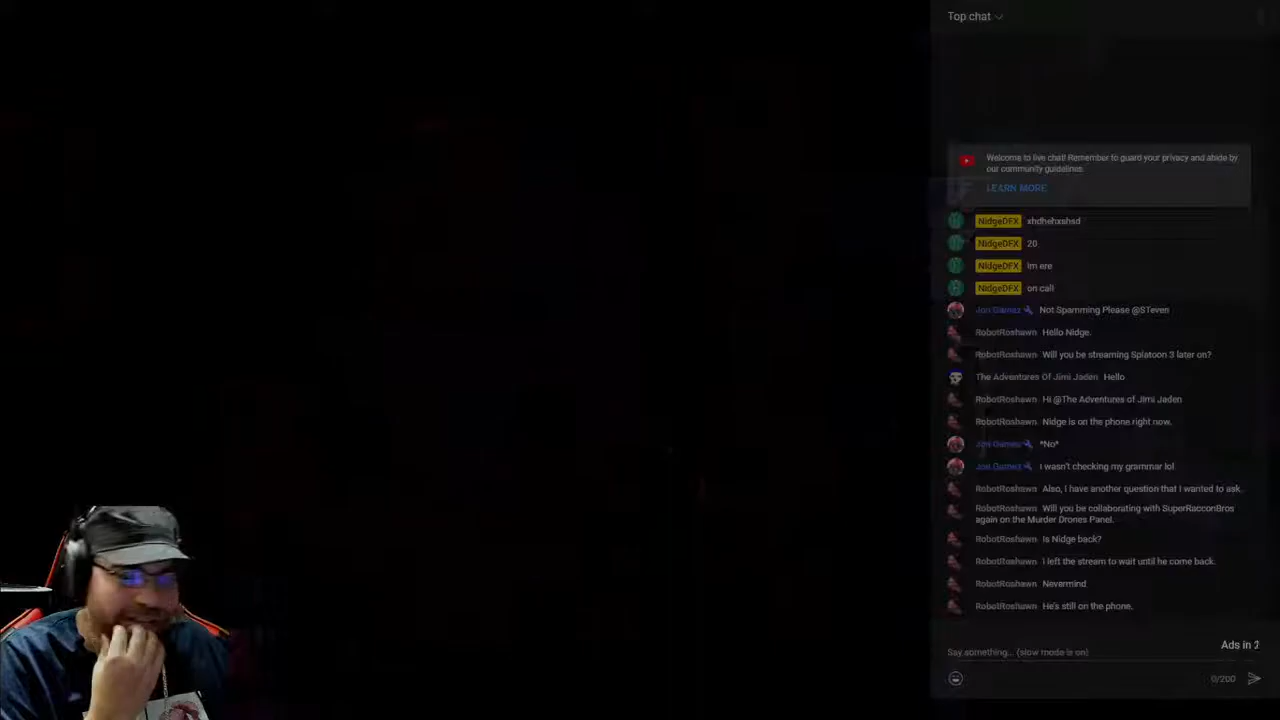 Top chat
Welcome to live chat! Remember to guard your privacy and abide by
our community guidelines.
LEARN MORE
NidgeDFX xhdhehxehsd
NidgeDFX 20
NidgeDFX Im ere
NidgeDFX on call
Jon Gamez Not Spamming Please @STeven
RobotRoshawn Hello Nidge.
RobotRoshawn Will you be streaming Splatoon 3 later on?
The Adventures Of Jimi Jaden Hello
RobotRoshawn Hi @The Adventures of Jimi Jaden
RobotRoshawn Nidge is on the phone right now.
Jon Gamez *No*
Jon Gamez I wasn't checking my grammar lol
RobotRoshawn Also, I have another question that I wanted to ask.
RobotRoshawn Will you be collaborating with SuperRacconBros
again on the Murder Drones Panel.
RobotRoshawn Is Nidge back?
RobotRoshawn I left the stream to wait until he come back.
RobotRoshawn Nevermind
RobotRoshawn He's still on the phone.
Ads in
Say something... (slow mode is on)
0/200